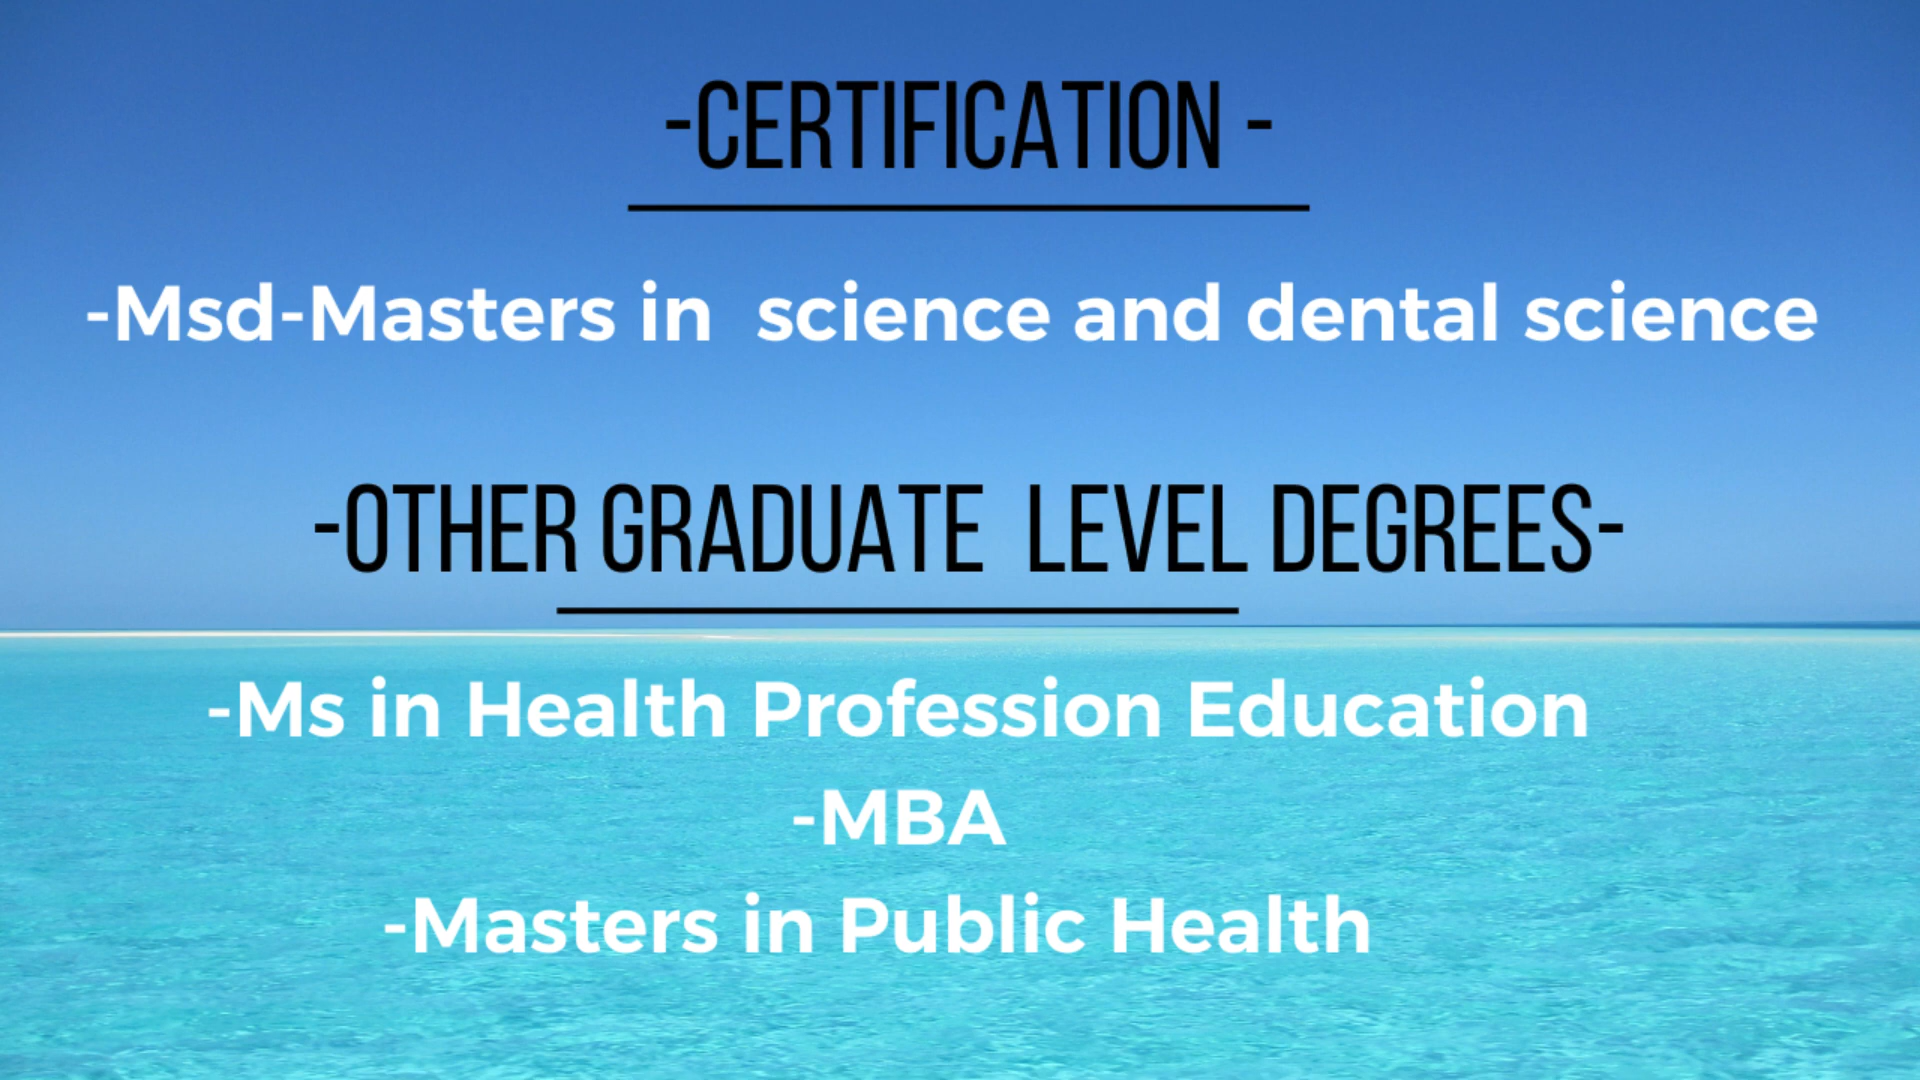 -CERTIFICATION -
-Msd-Masters in  science and dental science
-OTHER GRADUATE  LEVEL DEGREES-
-Ms in Health Profession Education
-MBA
-Masters in Public Health